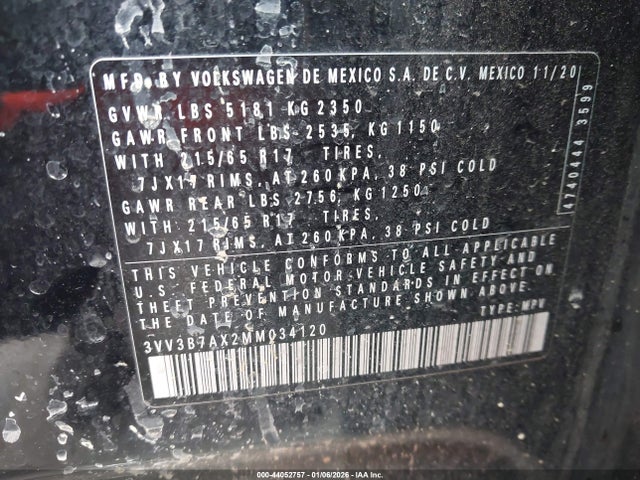 MFD. BY VOLKSWAGEN DE MEXICO S.A. DE C.V. MEXICO 11/20
GVWR LBS 5181 KG 2350
GAWR FRONT LBS 2535, KG 1150
WITH 215/65 R17 TIRES,
7JX17 RIMS, AT 260 KPA, 38 PSI COLD
GAWR REAR LBS 2756, KG 1250
WITH 215/65 R17 TIRES,
7JX17 RIMS, AT 260 KPA, 38 PSI COLD
THIS VEHICLE CONFORMS TO ALL APPLICABLE
U.S. FEDERAL MOTOR VEHICLE SAFETY AND
THEFT PREVENTION STANDARDS IN EFFECT ON
THE DATE OF MANUFACTURE SHOWN ABOVE.
TYPE: MPV
3VV3B7AX2MM034120
4740444 3599
000-44052757 - 01/06/2026 - IAA Inc.